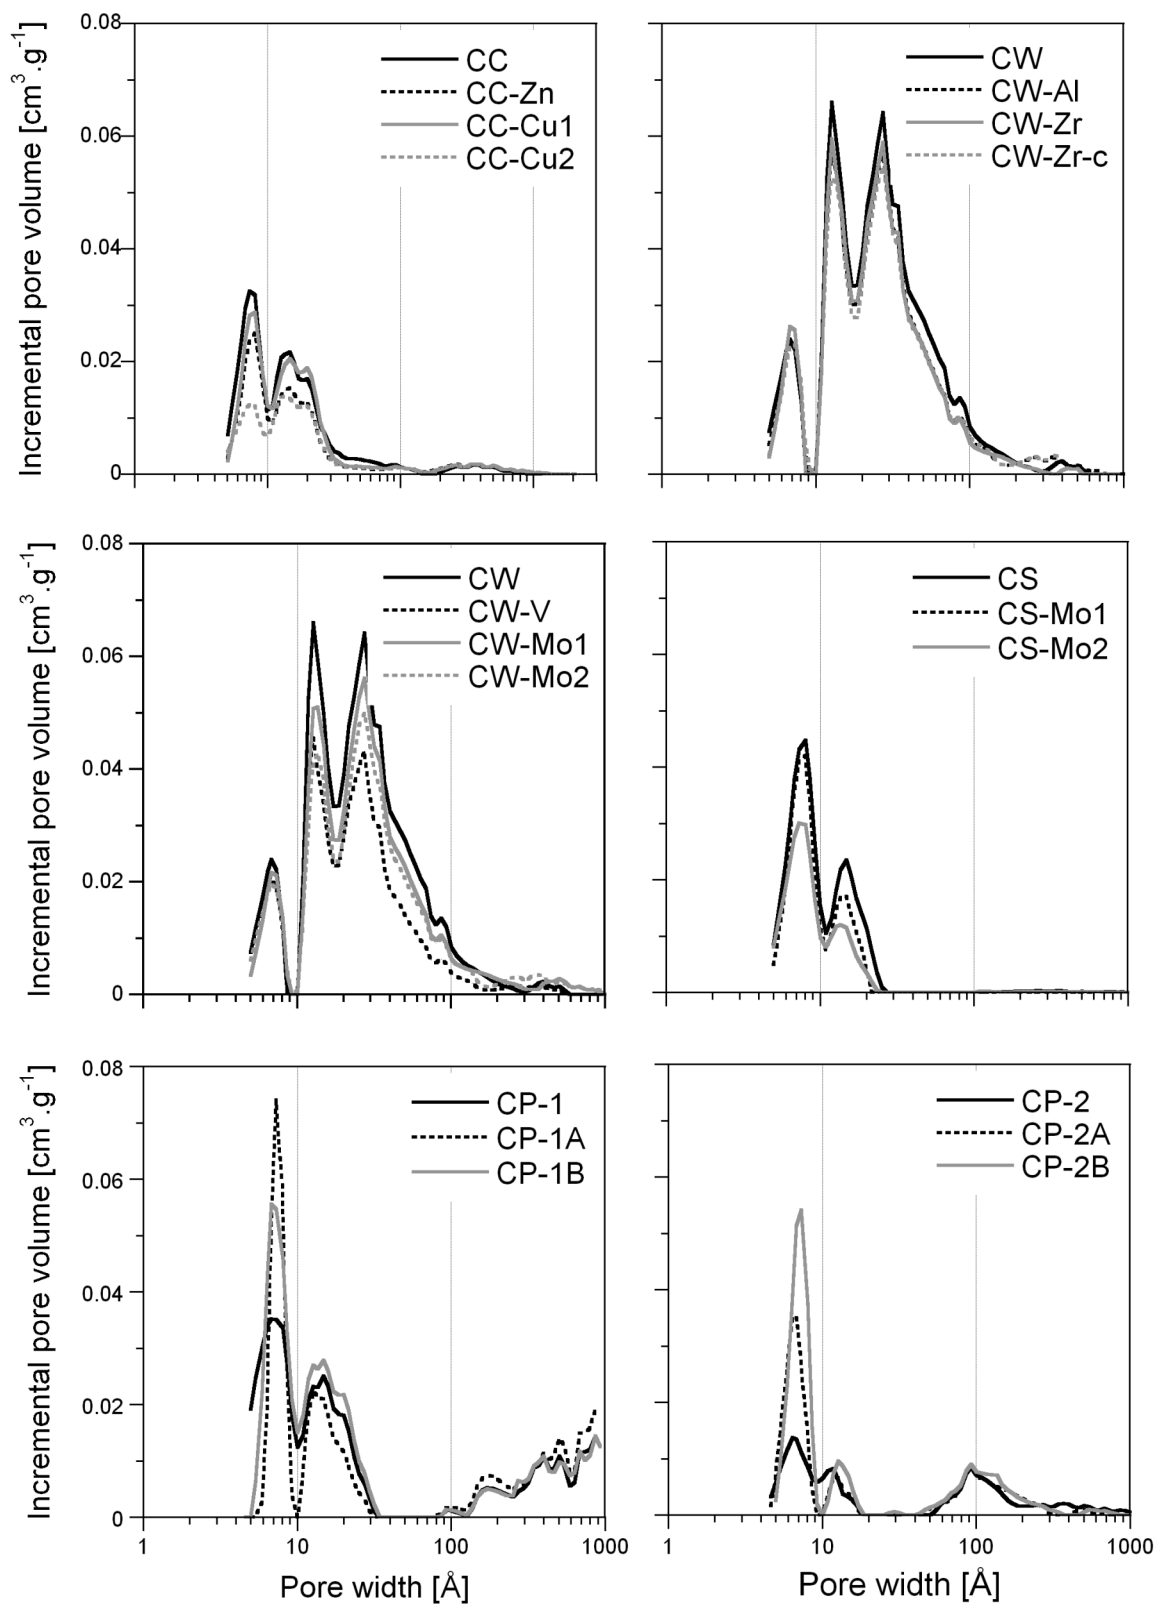 Incremental pore volume [cm³.g⁻¹]
0.08
0.06
0.04
0.02
0
CC
CC-Zn
CC-Cu1
CC-Cu2
CW
CW-Al
CW-Zr
CW-Zr-c
Incremental pore volume [cm³.g⁻¹]
0.08
0.06
0.04
0.02
0
CW
CW-V
CW-Mo1
CW-Mo2
CS
CS-Mo1
CS-Mo2
Incremental pore volume [cm³.g⁻¹]
0.08
0.06
0.04
0.02
0
CP-1
CP-1A
CP-1B
1 10 100 1000
Pore width [Å]
CP-2
CP-2A
CP-2B
1 10 100 1000
Pore width [Å]